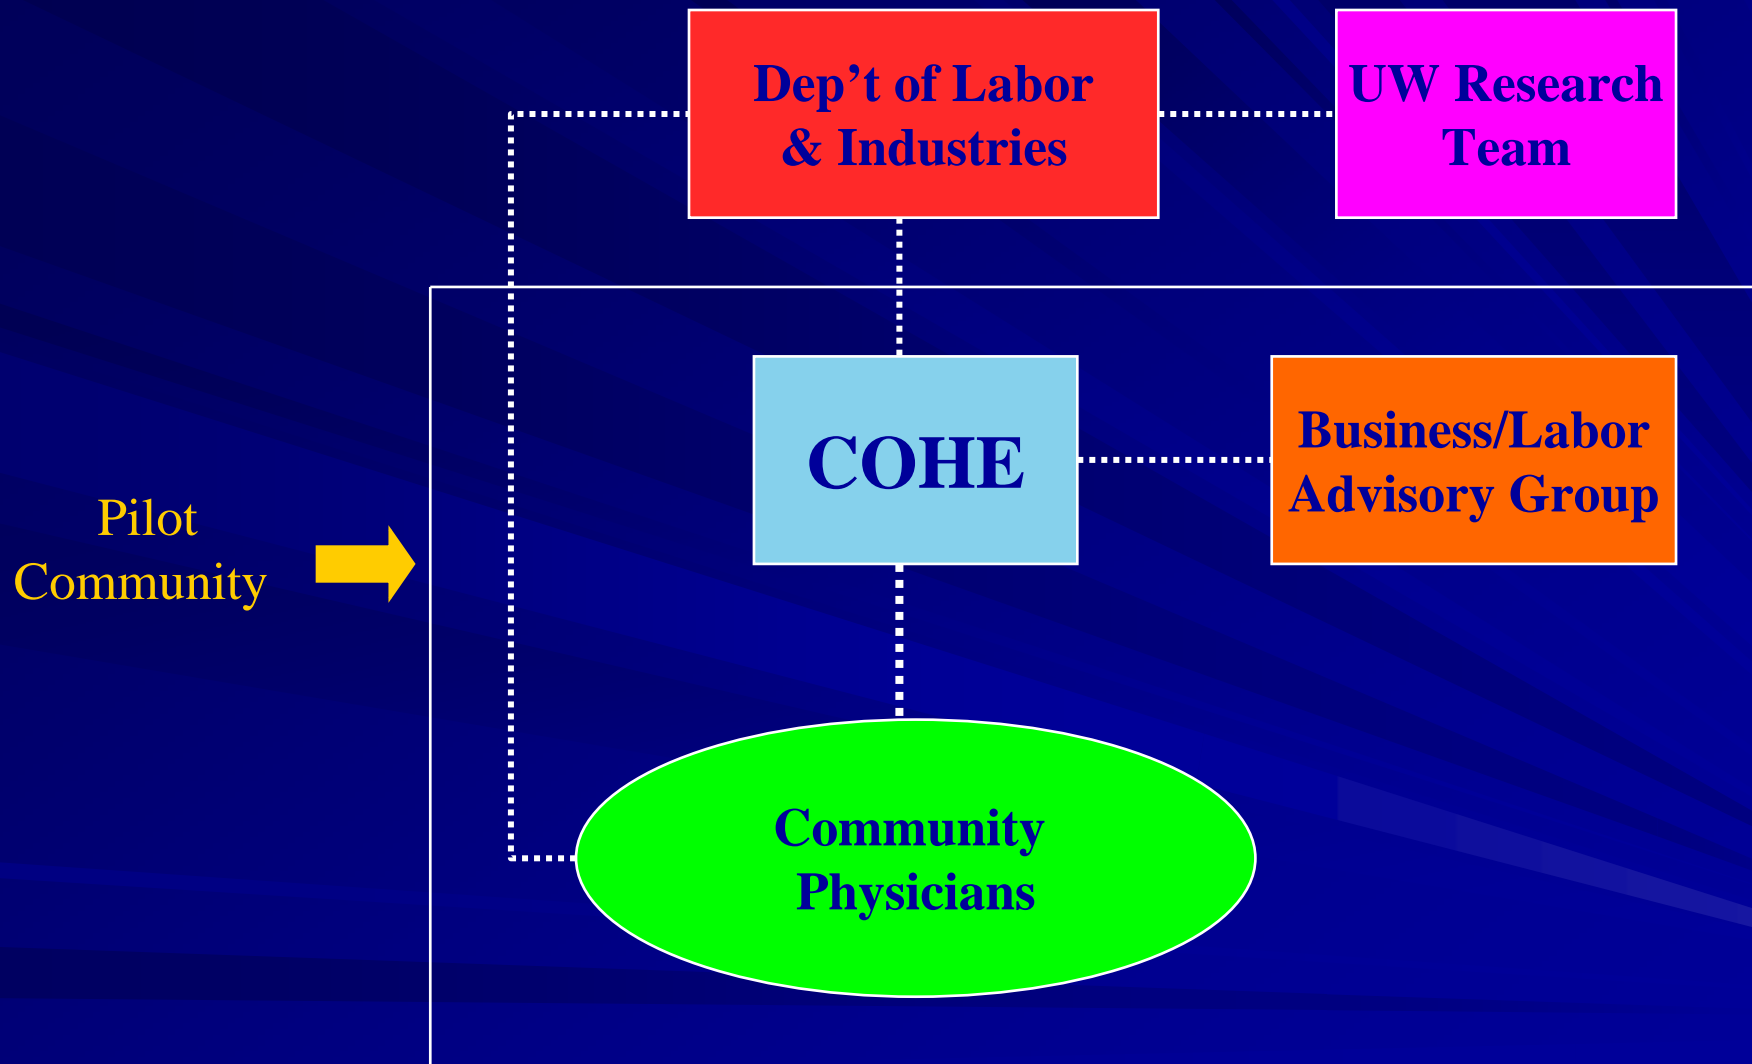 Dep’t of Labor
& Industries
UW Research
Team
COHE
Business/Labor
Advisory Group
Pilot
Community
Community
Physicians